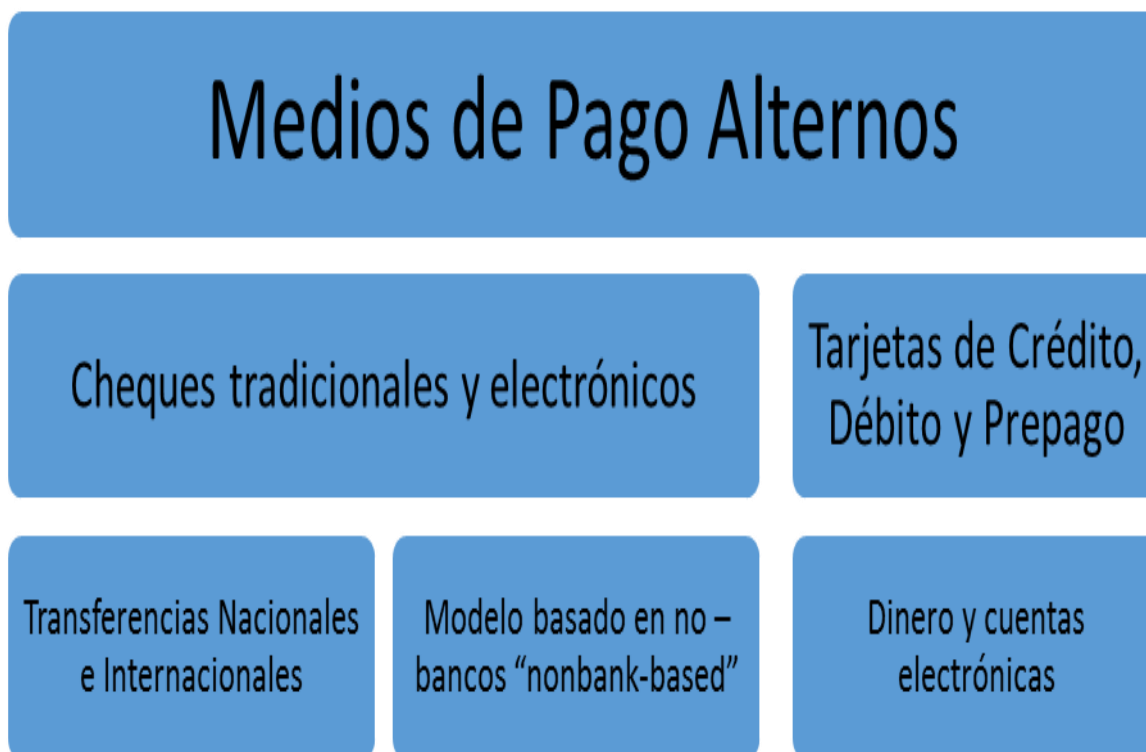 Medios de Pago Alternos
Cheques tradicionales y electrónicos
Tarjetas de Crédito,
Débito y Prepago
Transferencias Nacionales
e Internacionales
Modelo basado en no –
bancos “nonbank-based”
Dinero y cuentas
electrónicas